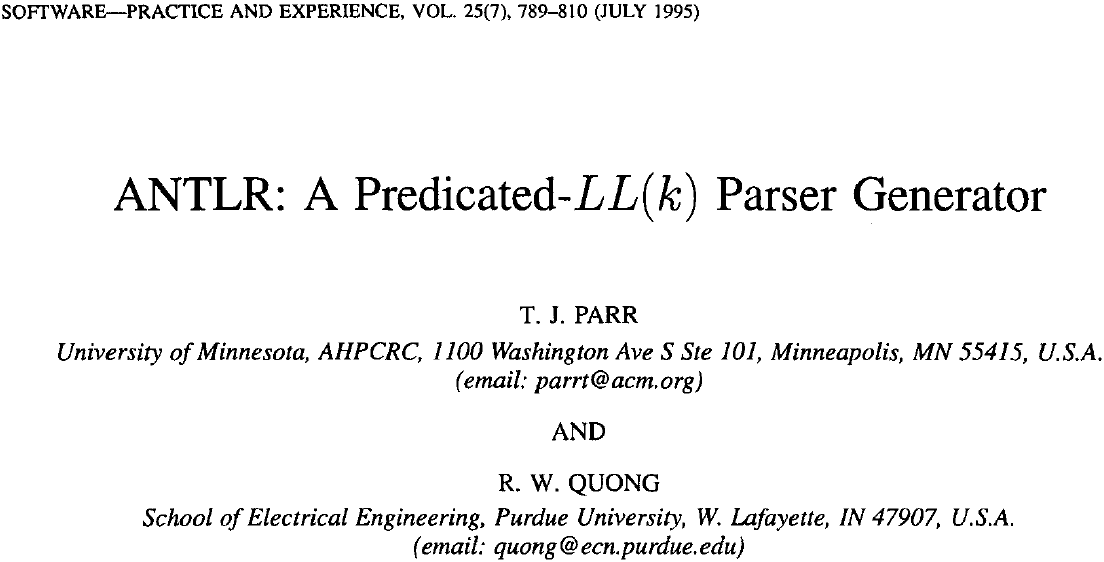 SOFTWARE—PRACTICE AND EXPERIENCE, VOL. 25(7), 789–810 (JULY 1995)
ANTLR: A Predicated-LL(k) Parser Generator
T. J. PARR
University of Minnesota, AHPCRC, 1100 Washington Ave S Ste 101, Minneapolis, MN 55415, U.S.A.
(email: parrt@acm.org)
AND
R. W. QUONG
School of Electrical Engineering, Purdue University, W. Lafayette, IN 47907, U.S.A.
(email: quong@ecn.purdue.edu)